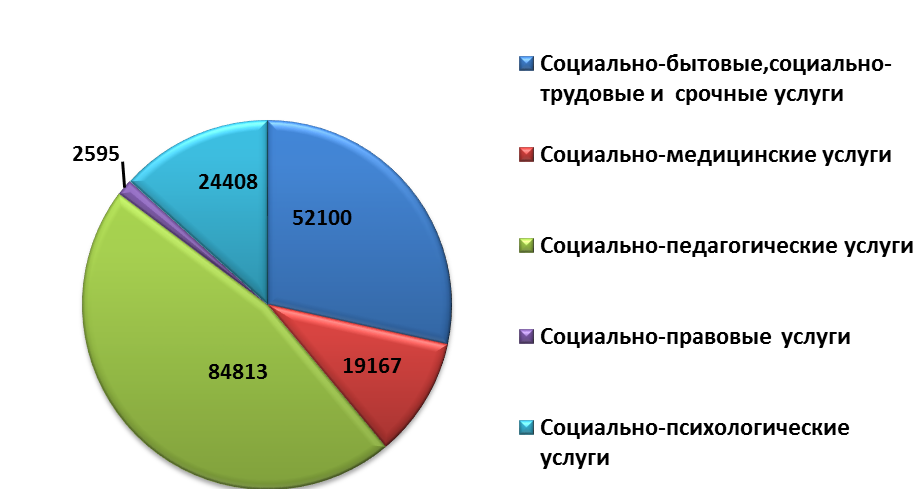 2595
24408
52100
84813
19167
Социально-бытовые,социально-
трудовые и срочные услуги
Социально-медицинские услуги
Социально-педагогические услуги
Социально-правовые услуги
Социально-психологические
услуги